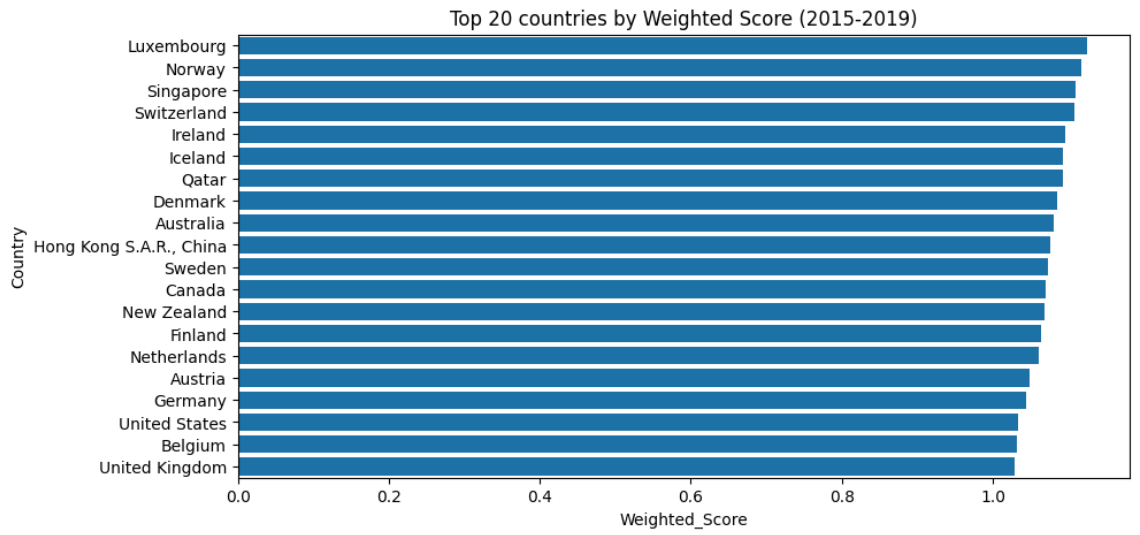 Top 20 countries by Weighted Score (2015-2019)
Country
Luxembourg
Norway
Singapore
Switzerland
Ireland
Iceland
Qatar
Denmark
Australia
Hong Kong S.A.R., China
Sweden
Canada
New Zealand
Finland
Netherlands
Austria
Germany
United States
Belgium
United Kingdom
0.0 0.2 0.4 0.6 0.8 1.0
Weighted_Score